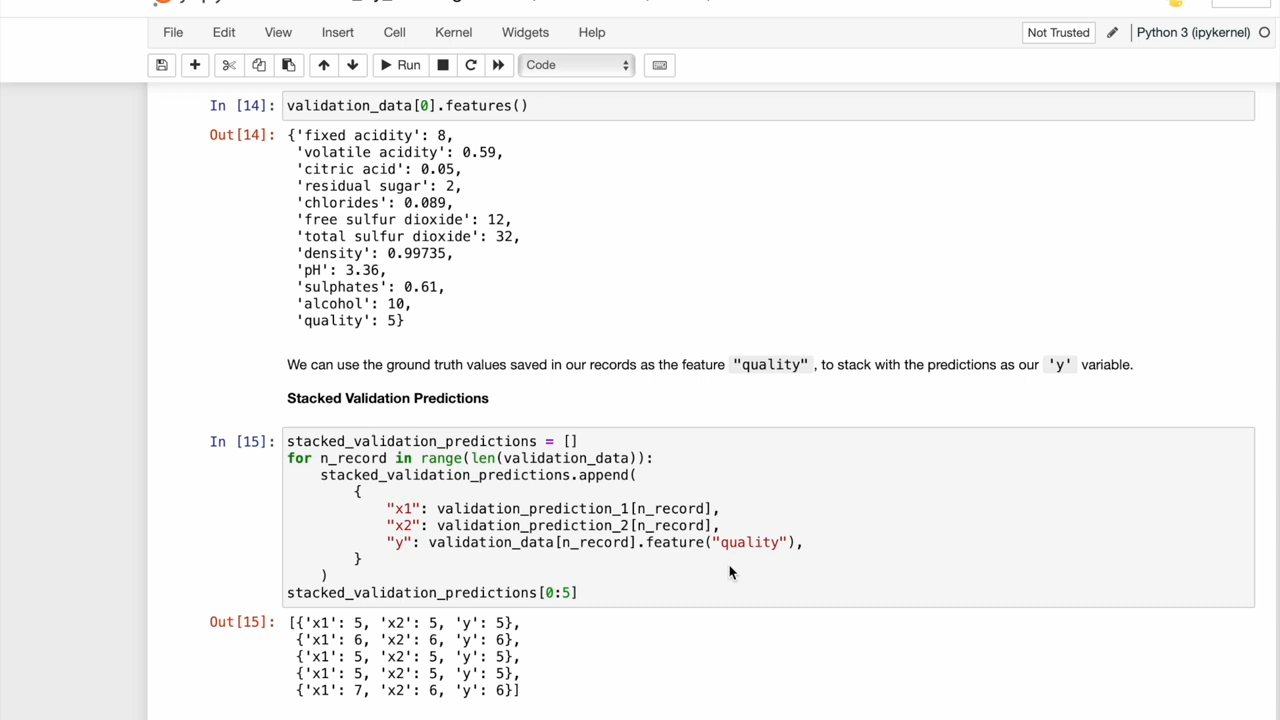 File Edit View Insert Cell Kernel Widgets Help Not Trusted Python 3 (ipykernel)
Run Code
In [14]: validation_data[0].features()
Out[14]: {'fixed acidity': 8,
'volatile acidity': 0.59,
'citric acid': 0.05,
'residual sugar': 2,
'chlorides': 0.089,
'free sulfur dioxide': 12,
'total sulfur dioxide': 32,
'density': 0.99735,
'pH': 3.36,
'sulphates': 0.61,
'alcohol': 10,
'quality': 5}
We can use the ground truth values saved in our records as the feature "quality" , to stack with the predictions as our 'y' variable.
Stacked Validation Predictions
In [15]: stacked_validation_predictions = []
for n_record in range(len(validation_data)):
stacked_validation_predictions.append(
{
"x1": validation_prediction_1[n_record],
"x2": validation_prediction_2[n_record],
"y": validation_data[n_record].feature("quality"),
}
)
stacked_validation_predictions[0:5]
Out[15]: [{'x1': 5, 'x2': 5, 'y': 5},
{'x1': 6, 'x2': 6, 'y': 6},
{'x1': 5, 'x2': 5, 'y': 5},
{'x1': 5, 'x2': 5, 'y': 5},
{'x1': 7, 'x2': 6, 'y': 6}]